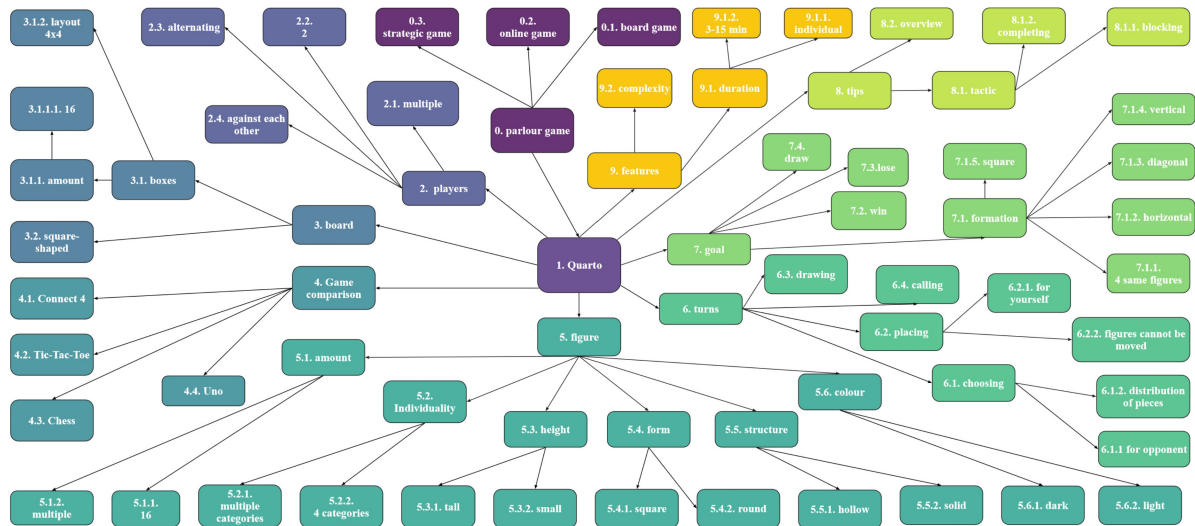 3.1.2. layout
4x4
2.3. alternating
2.2.
2
0.3.
strategic game
0.2.
online game
0.1. board game
9.1.2.
3-15 min
9.1.1.
individual
8.2. overview
8.1.2.
completing
8.1.1. blocking
3.1.1.1. 16
2.1. multiple
9.2. complexity
9.1. duration
8. tips
8.1. tactic
2.4. against each
other
0. parlour game
7.1.4. vertical
7.4.
draw
7.1.5. square
7.1.3. diagonal
3.1.1. amount
3.1. boxes
2.  players
9. features
7.3.lose
7.2. win
7.1. formation
7.1.2. horizontal
3.2. square-
shaped
3. board
1. Quarto
7. goal
7.1.1.
4 same figures
4.1. Connect 4
4. Game
comparison
6.3. drawing
6.4. calling
6.2.1. for
yourself
6. turns
6.2. placing
6.2.2. figures cannot be
moved
4.2. Tic-Tac-Toe
5. figure
5.1. amount
4.4. Uno
4.3. Chess
5.2.
Individuality
5.6. colour
6.1. choosing
6.1.2. distribution
of pieces
5.3. height
5.4. form
5.5. structure
6.1.1 for opponent
5.1.2.
multiple
5.1.1.
16
5.2.1.
multiple
categories
5.2.2.
4 categories
5.3.1. tall
5.3.2. small
5.4.1. square
5.4.2. round
5.5.1. hollow
5.5.2. solid
5.6.1. dark
5.6.2. light